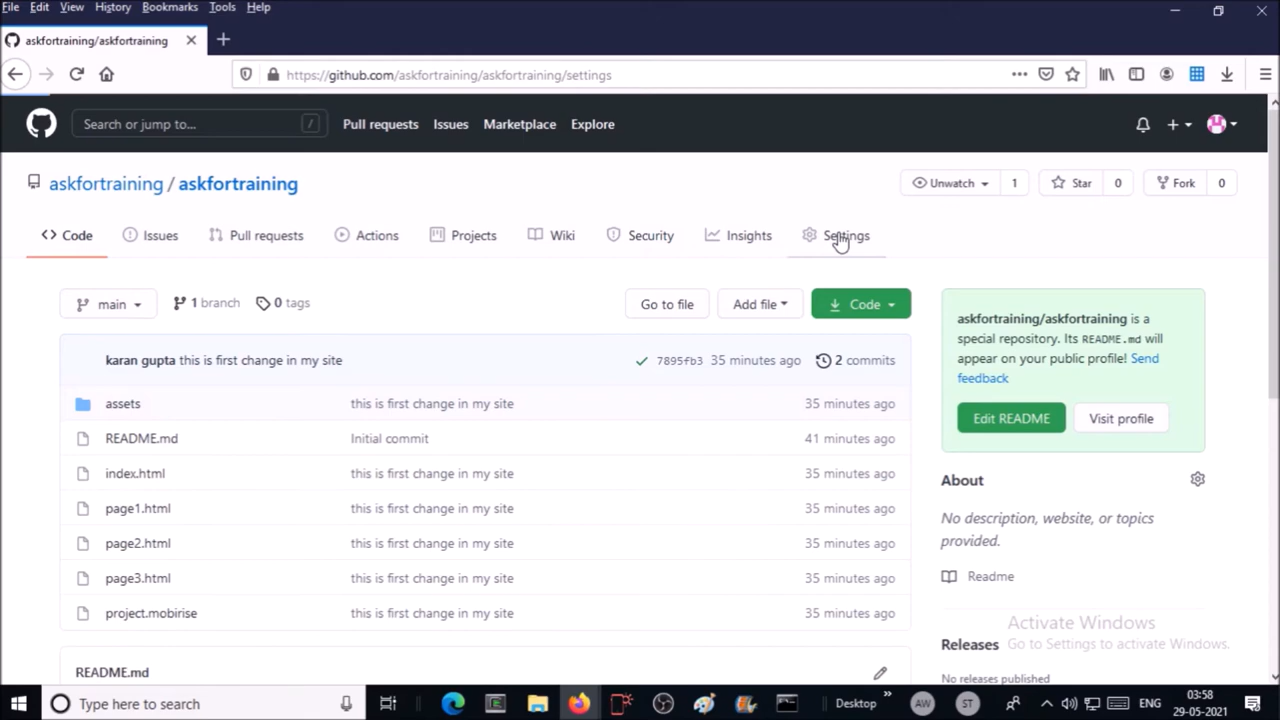 File Edit View History Bookmarks Tools Help
askfortraining/askfortraining
https://github.com/askfortraining/askfortraining/settings
Search or jump to... / Pull requests Issues Marketplace Explore
askfortraining / askfortraining Unwatch 1 Star 0 Fork 0
Code Issues Pull requests Actions Projects Wiki Security Insights Settings
main 1 branch 0 tags Go to file Add file Code
karan gupta this is first change in my site 7895fb3 35 minutes ago 2 commits
assets this is first change in my site 35 minutes ago
README.md Initial commit 41 minutes ago
index.html this is first change in my site 35 minutes ago
page1.html this is first change in my site 35 minutes ago
page2.html this is first change in my site 35 minutes ago
page3.html this is first change in my site 35 minutes ago
project.mobirise this is first change in my site 35 minutes ago
README.md
askfortraining/askfortraining is a
special repository. Its README.md will
appear on your public profile! Send
feedback
Edit README Visit profile
About
No description, website, or topics
provided.
Readme
Releases
No releases published
Activate Windows
Go to Settings to activate Windows.
Type here to search Desktop AW ST ENG 03:58
29-05-2021